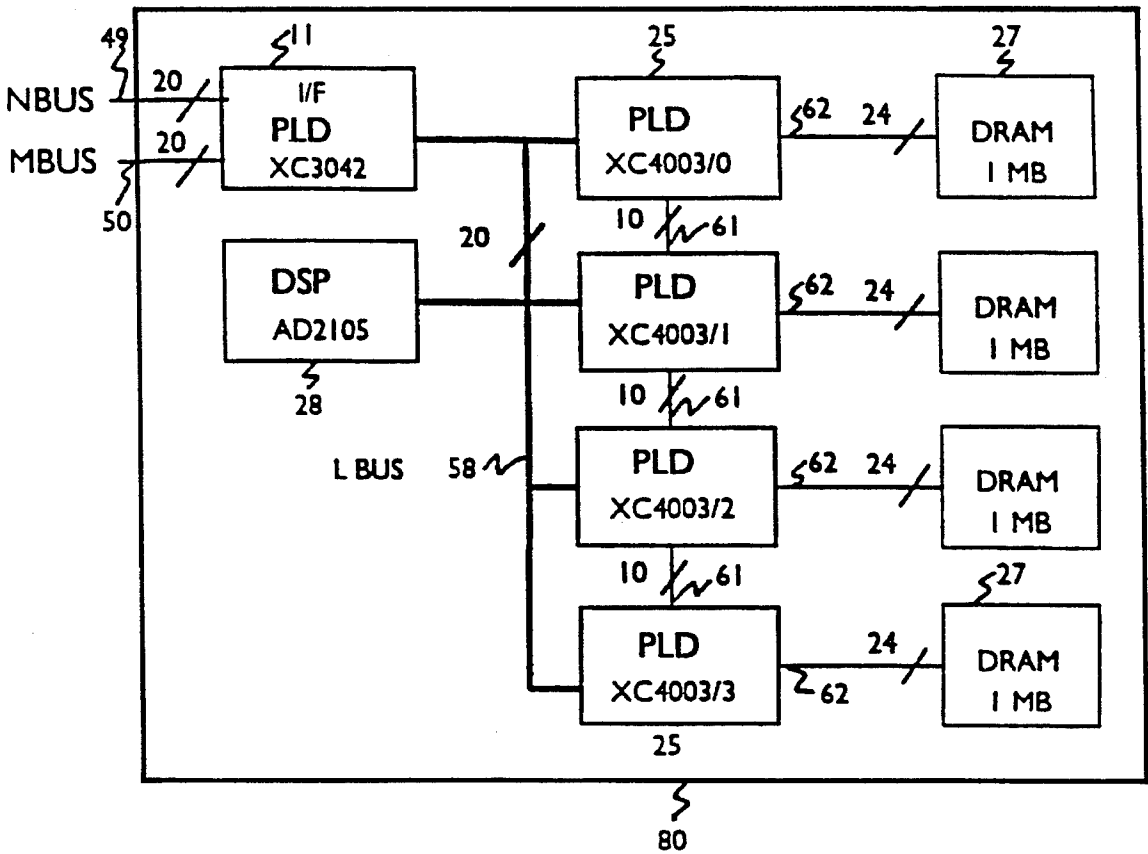 49
11
25
27
NBUS
20
I/F
PLD
XC3042
MBUS
20
50
PLD
XC4003/0
62
24
DRAM
1 MB
10
61
20
DSP
AD2105
28
PLD
XC4003/1
62
24
DRAM
1 MB
10
61
L BUS
58
PLD
XC4003/2
62
24
DRAM
1 MB
10
61
27
PLD
XC4003/3
24
62
DRAM
1 MB
25
80